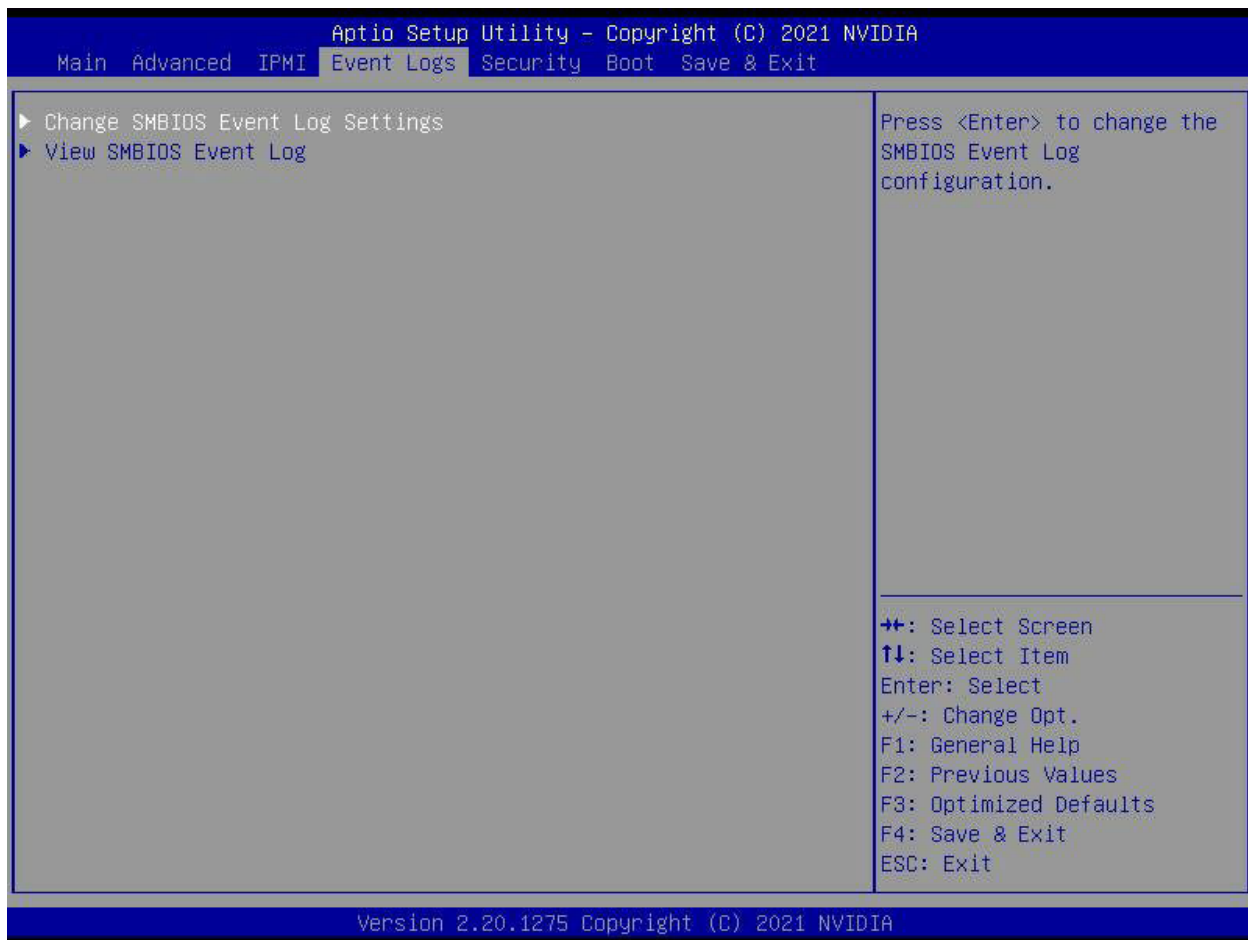 Aptio Setup Utility – Copyright (C) 2021 NVIDIA
Main Advanced IPMI Event Logs Security Boot Save & Exit
▶ Change SMBIOS Event Log Settings
▶ View SMBIOS Event Log
Press <Enter> to change the
SMBIOS Event Log
configuration.
→←: Select Screen
↑↓: Select Item
Enter: Select
+/-: Change Opt.
F1: General Help
F2: Previous Values
F3: Optimized Defaults
F4: Save & Exit
ESC: Exit
Version 2.20.1275 Copyright (C) 2021 NVIDIA